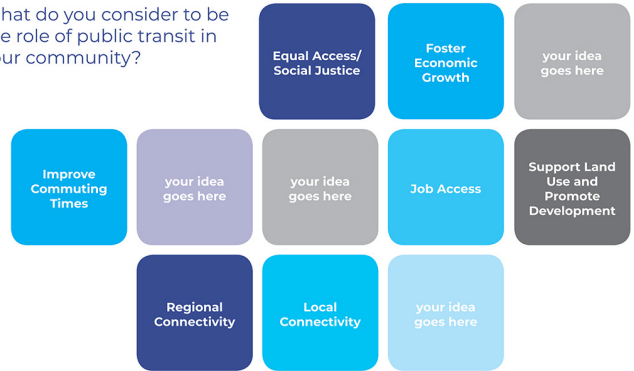 hat do you consider to be
e role of public transit in
ur community?
Equal Access/
Social Justice
Foster
Economic
Growth
your idea
goes here
Improve
Commuting
Times
your idea
goes here
your idea
goes here
Job Access
Support Land
Use and
Promote
Development
Regional
Connectivity
Local
Connectivity
your idea
goes here